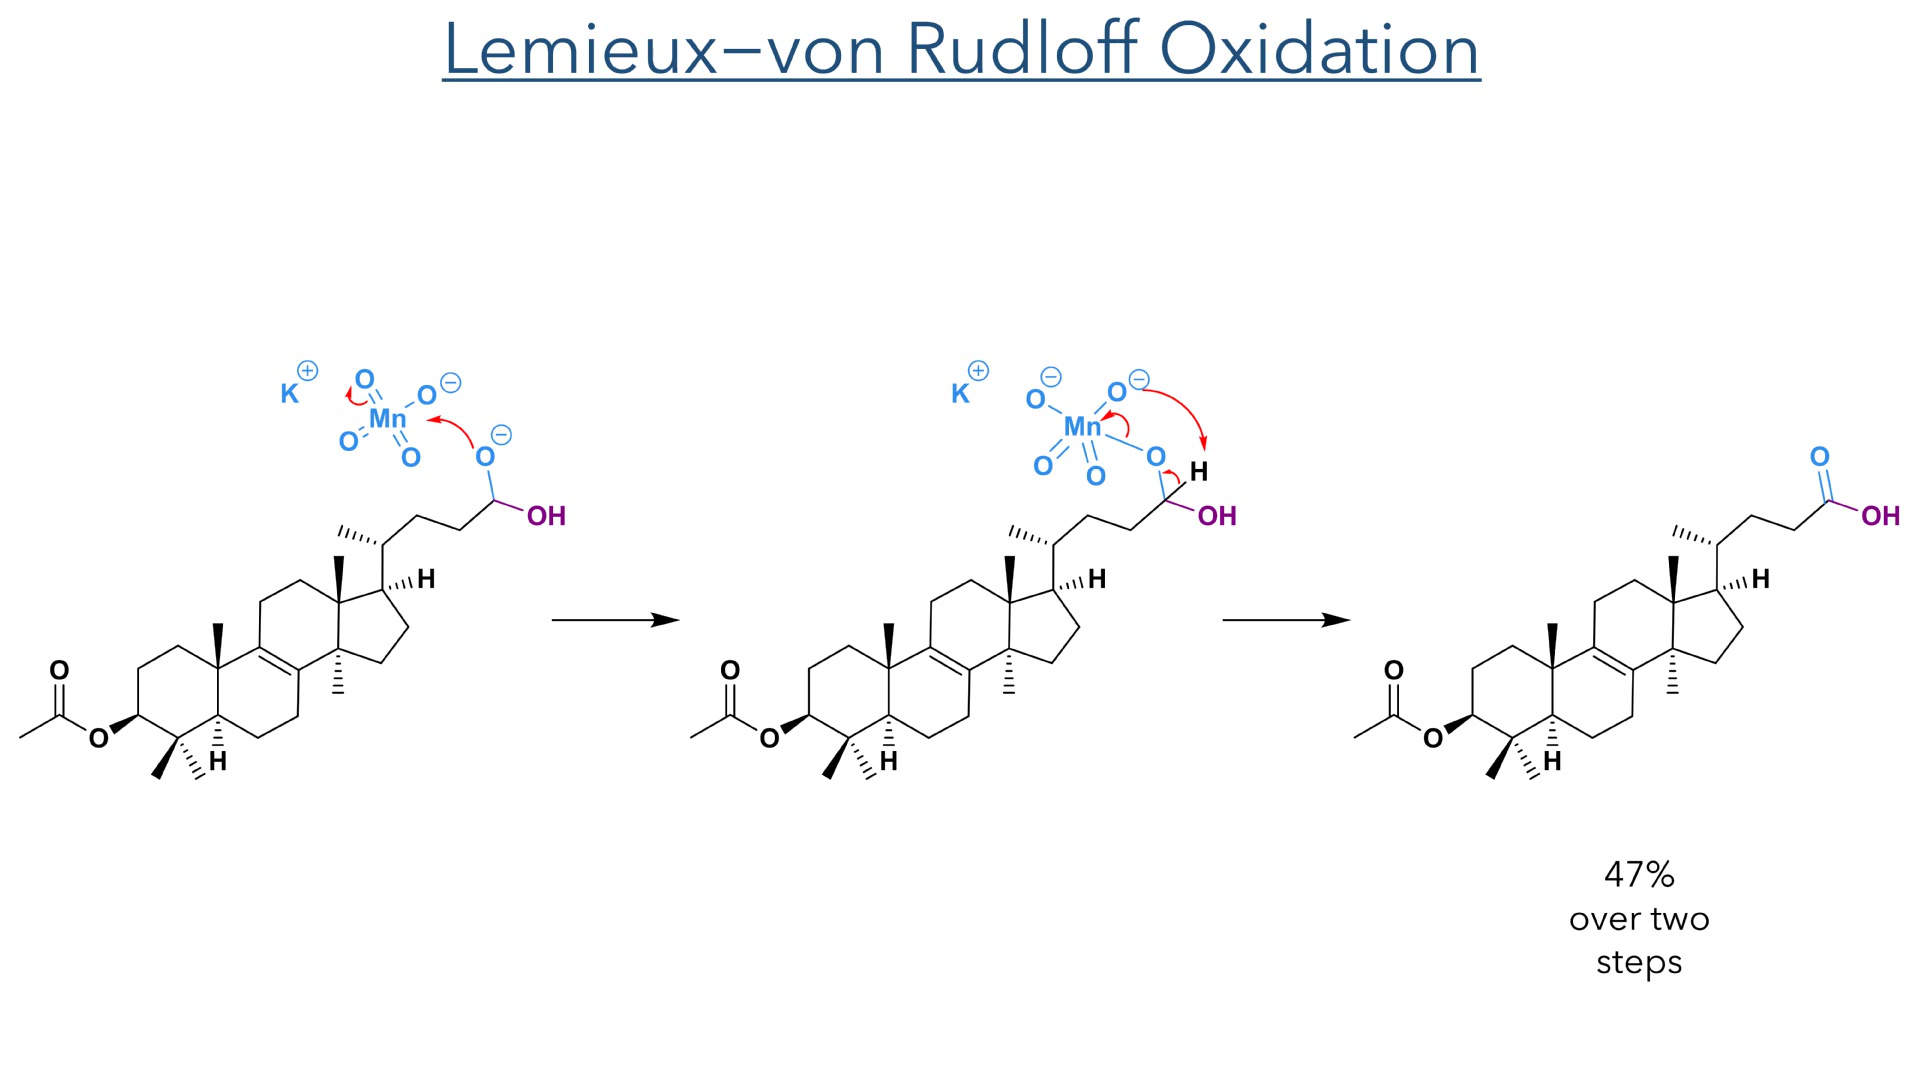 Lemieux–von Rudloff Oxidation
K⊕
O
Mn
O⊖
O
O
O⊖
OH
H
O
O
H
K⊕
O⊖
O⊖
Mn
O
O
O
H
OH
H
O
O
H
O
OH
H
O
O
H
47%
over two
steps